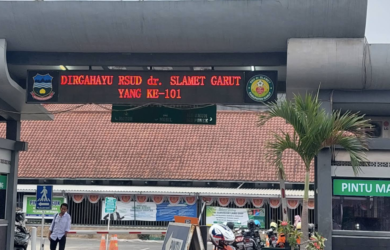 DIRGAHAYU RSUD dr. SLAMET GARUT
YANG KE-101
PINTU MA